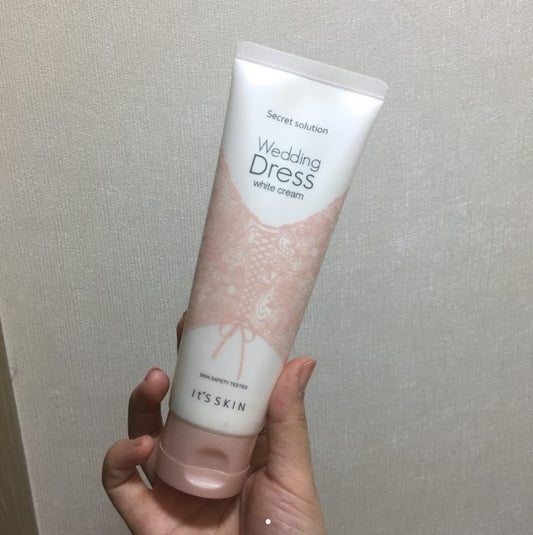 Secret solution
Wedding
Dress
white cream
SKIN SAFETY TESTED
It'S SKIN